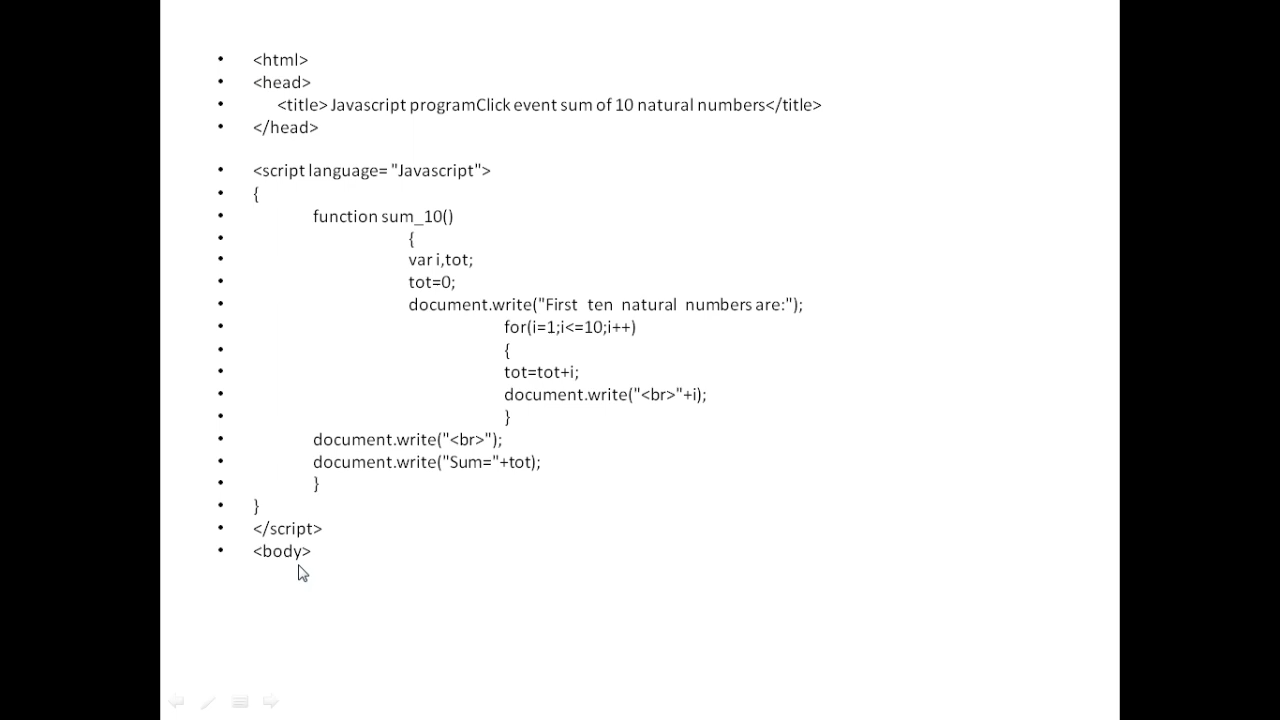 • <html>
• <head>
• <title> Javascript programClick event sum of 10 natural numbers</title>
• </head>
• <script language= "Javascript">
• {
• function sum_10()
• {
• var i,tot;
• tot=0;
• document.write("First ten natural numbers are:");
• for(i=1;i<=10;i++)
• {
• tot=tot+i;
• document.write("<br>"+i);
• }
• document.write("<br>");
• document.write("Sum="+tot);
• }
• }
• </script>
• <body>